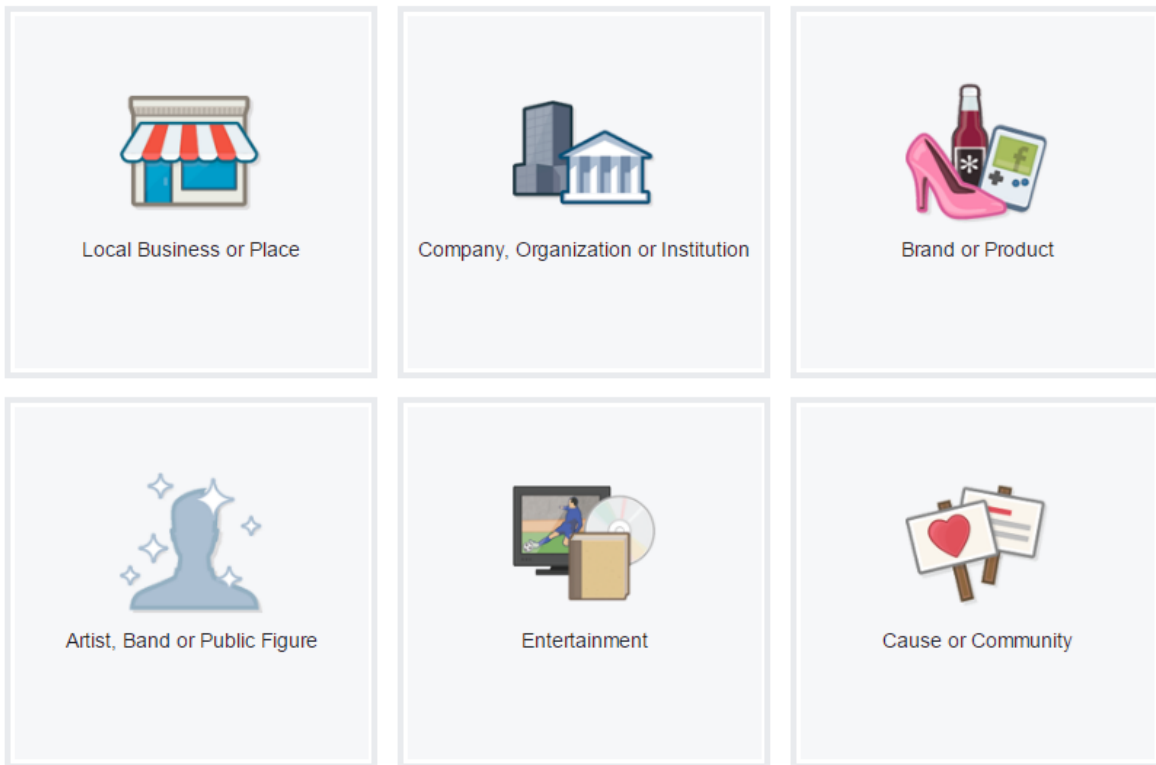 Local Business or Place
Company, Organization or Institution
Brand or Product
Artist, Band or Public Figure
Entertainment
Cause or Community